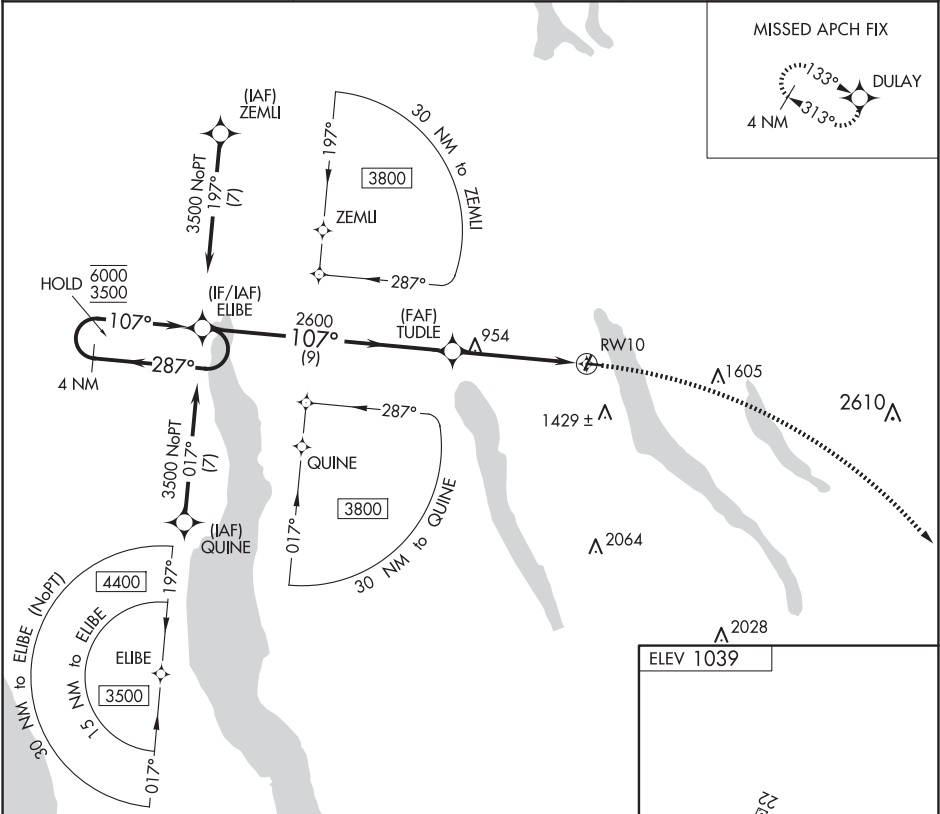 MISSED APCH FIX
133°
DULAY
313°
4 NM
(IAF)
ZEMLI
3500 NoPT
197°
(7)
30 NM to ZEMLI
197°
3800
ZEMLI
287°
HOLD
6000
3500
107°
287°
4 NM
(IF/IAF)
ELIBE
2600
107°
(9)
(FAF)
TUDLE
954
RW10
1605
1429 ±
2610
3500 NoPT
017°
(7)
(IAF)
QUINE
287°
QUINE
3800
017°
30 NM to QUINE
2064
2028
30 NM to ELIBE (NoPT)
4400
197°
15 NM to ELIBE
ELIBE
3500
017°
ELEV 1039
22